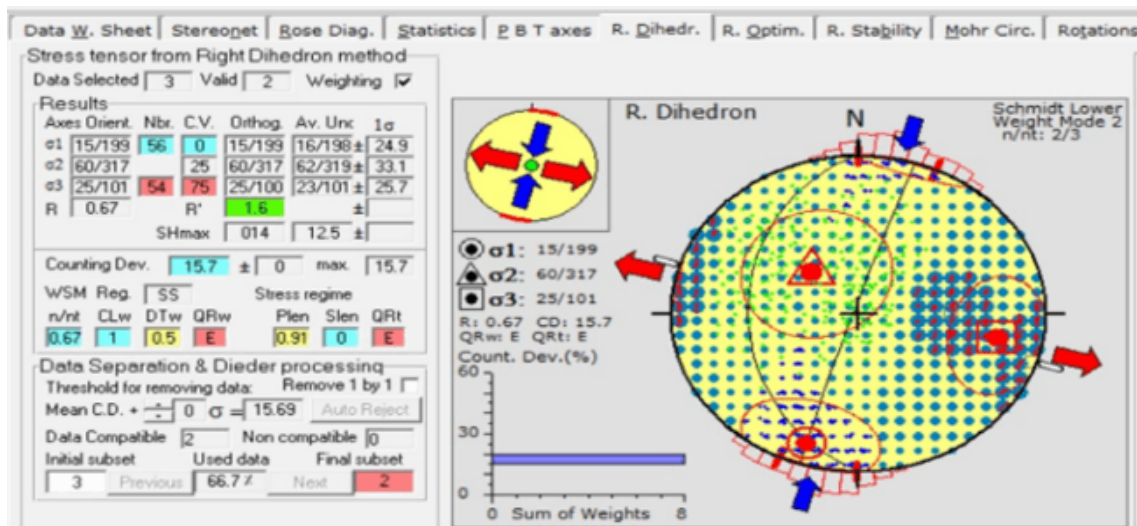 Data W. Sheet Stereonet Rose Diag. Statistics P B T axes R. Dihedr. R. Optim. R. Stability Mohr Circ. Rotations
Stress tensor from Right Dihedron method
Data Selected 3 Valid 2 Weighting
Results
Axes Orient. Nbr. C.V. Orthog. Av. Unc 1σ
σ1 15/199 56 0 15/199 16/198 ± 24.9
σ2 60/317 25 60/317 62/319 ± 33.1
σ3 25/101 54 75 25/100 23/101 ± 25.7
R 0.67 R' 1.6 ±
SHmax 014 12.5 ±
Counting Dev. 15.7 ± 0 max. 15.7
WSM Reg. SS Stress regime
n/nt CLw DTw QRw Plen Slen QRt
0.67 1 0.5 E 0.91 0 E
Data Separation & Dieder processing
Threshold for removing data: Remove 1 by 1
Mean C.D. + 0 σ = 15.69 Auto Reject
Data Compatible 2 Non compatible 0
Initial subset Used data Final subset
3 Previous 66.7% Next 2
R. Dihedron
N
Schmidt Lower
Weight Mode 2
n/nt: 2/3
σ1: 15/199
σ2: 60/317
σ3: 25/101
R: 0.67 CD: 15.7
QRw: E QRt: E
Count. Dev.(%)
60
30
0
0 Sum of Weights 8